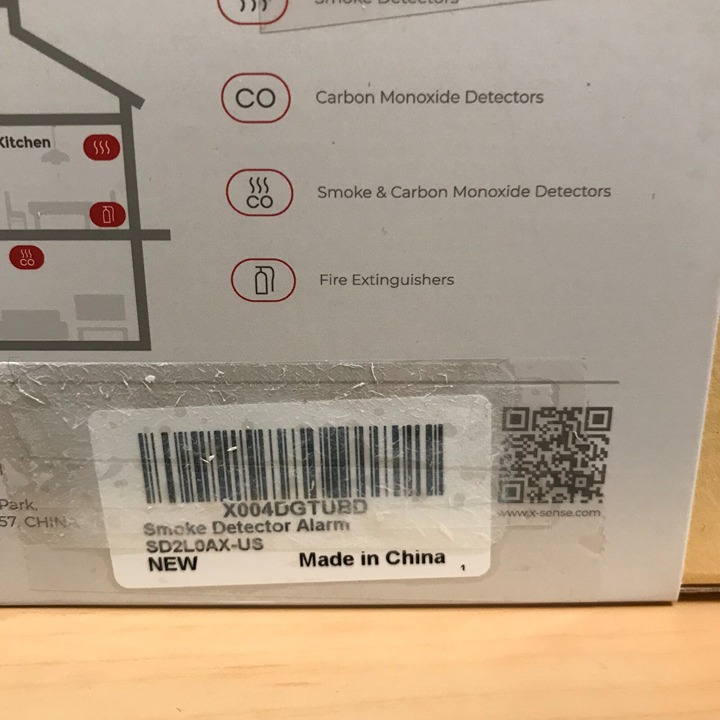 Smoke Detectors
CO
Carbon Monoxide Detectors
Kitchen
CO
Smoke & Carbon Monoxide Detectors
CO
Fire Extinguishers
X004DGTUBD
Smoke Detector Alarm
SD2L0AX-US
NEW
Made in China
1
Park,
57, CHINA
www.x-sense.com